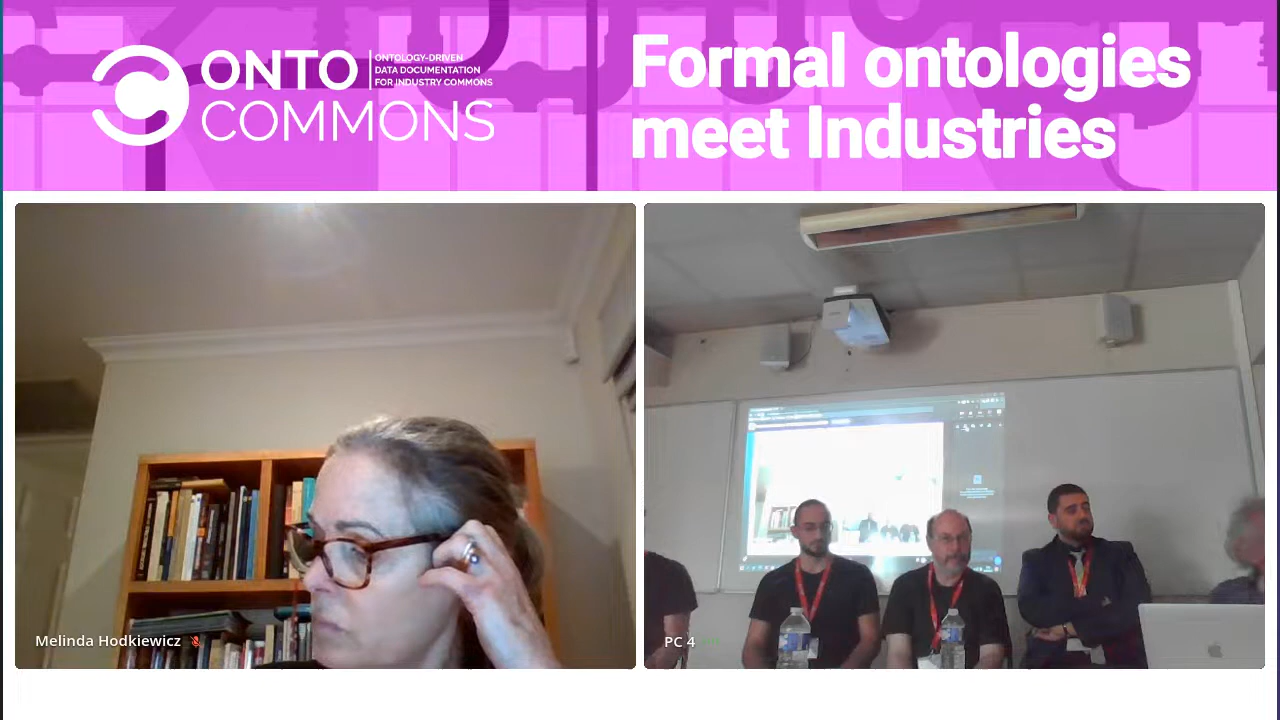 ONTO
COMMONS
ONTOLOGY-DRIVEN
DATA DOCUMENTATION
FOR INDUSTRY COMMONS
Formal ontologies
meet Industries
Melinda Hodkiewicz
PC 4